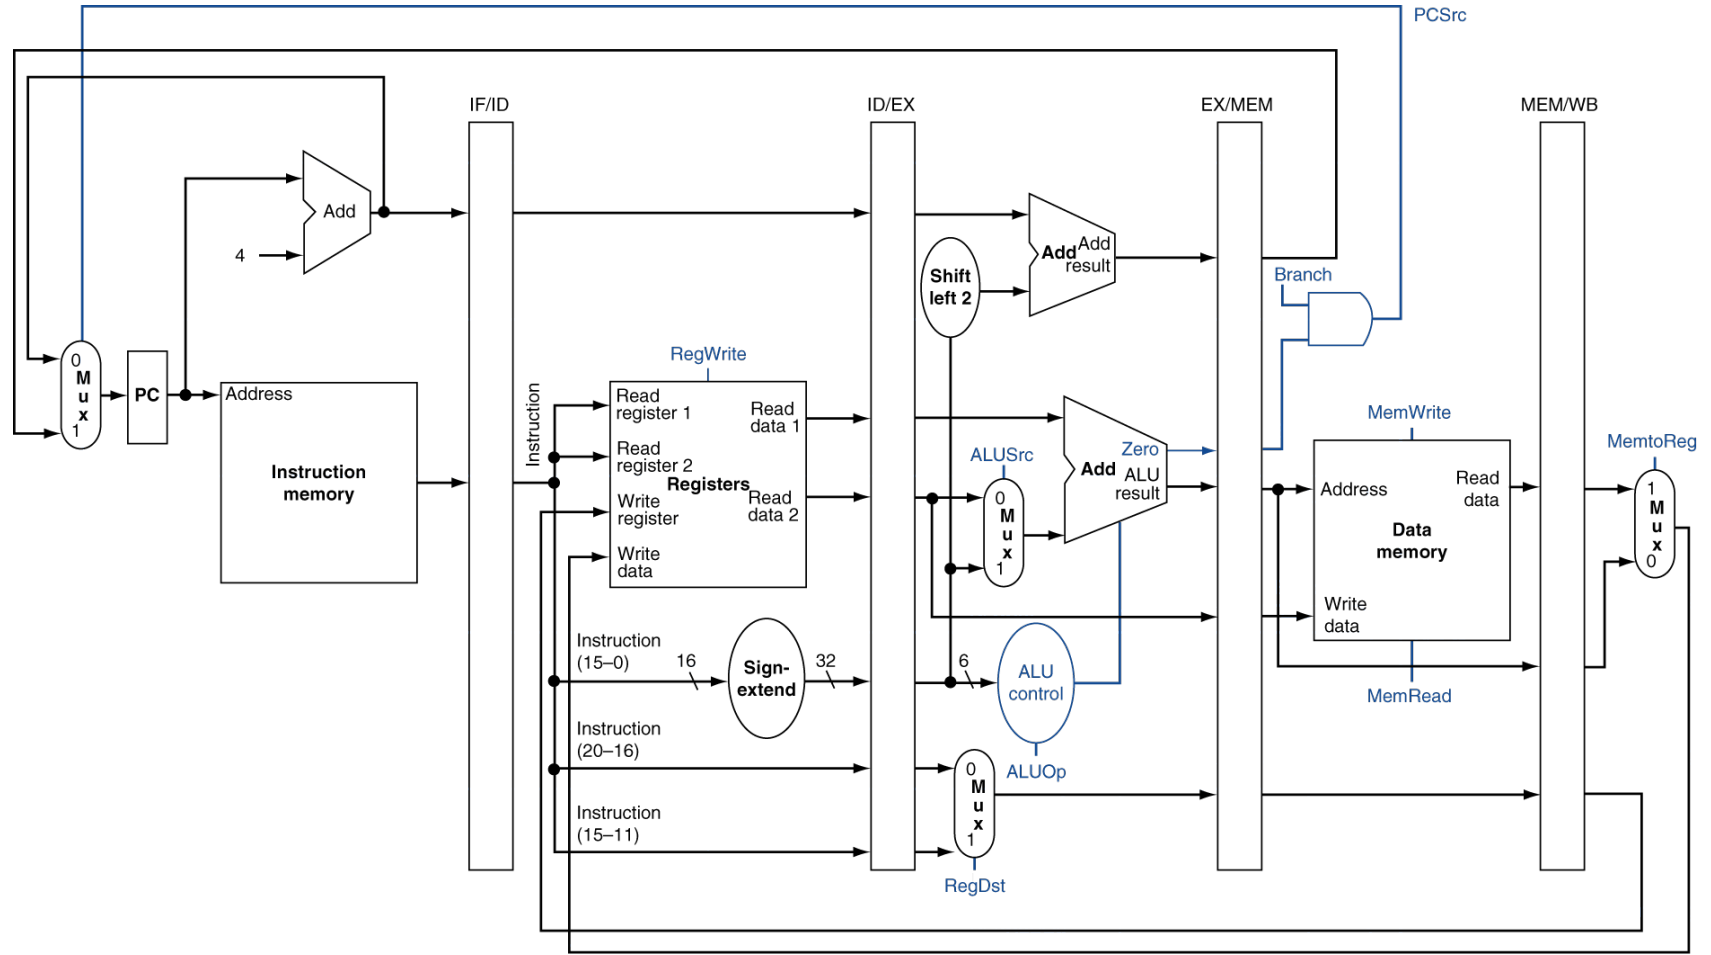 PCSrc
IF/ID
ID/EX
EX/MEM
MEM/WB
Add
4
Add
Add
result
Shift
left 2
Branch
0
M
u
x
1
PC
Address
Instruction
memory
Instruction
RegWrite
Read
register 1
Read
register 2
Write
register
Write
data
Registers
Read
data 1
Read
data 2
ALUSrc
0
M
u
x
1
Add
Zero
ALU
result
MemWrite
Address
Read
data
Data
memory
Write
data
MemRead
MemtoReg
1
M
u
x
0
Instruction
(15–0)
16
Sign-
extend
32
6
ALU
control
ALUOp
Instruction
(20–16)
Instruction
(15–11)
0
M
u
x
1
RegDst